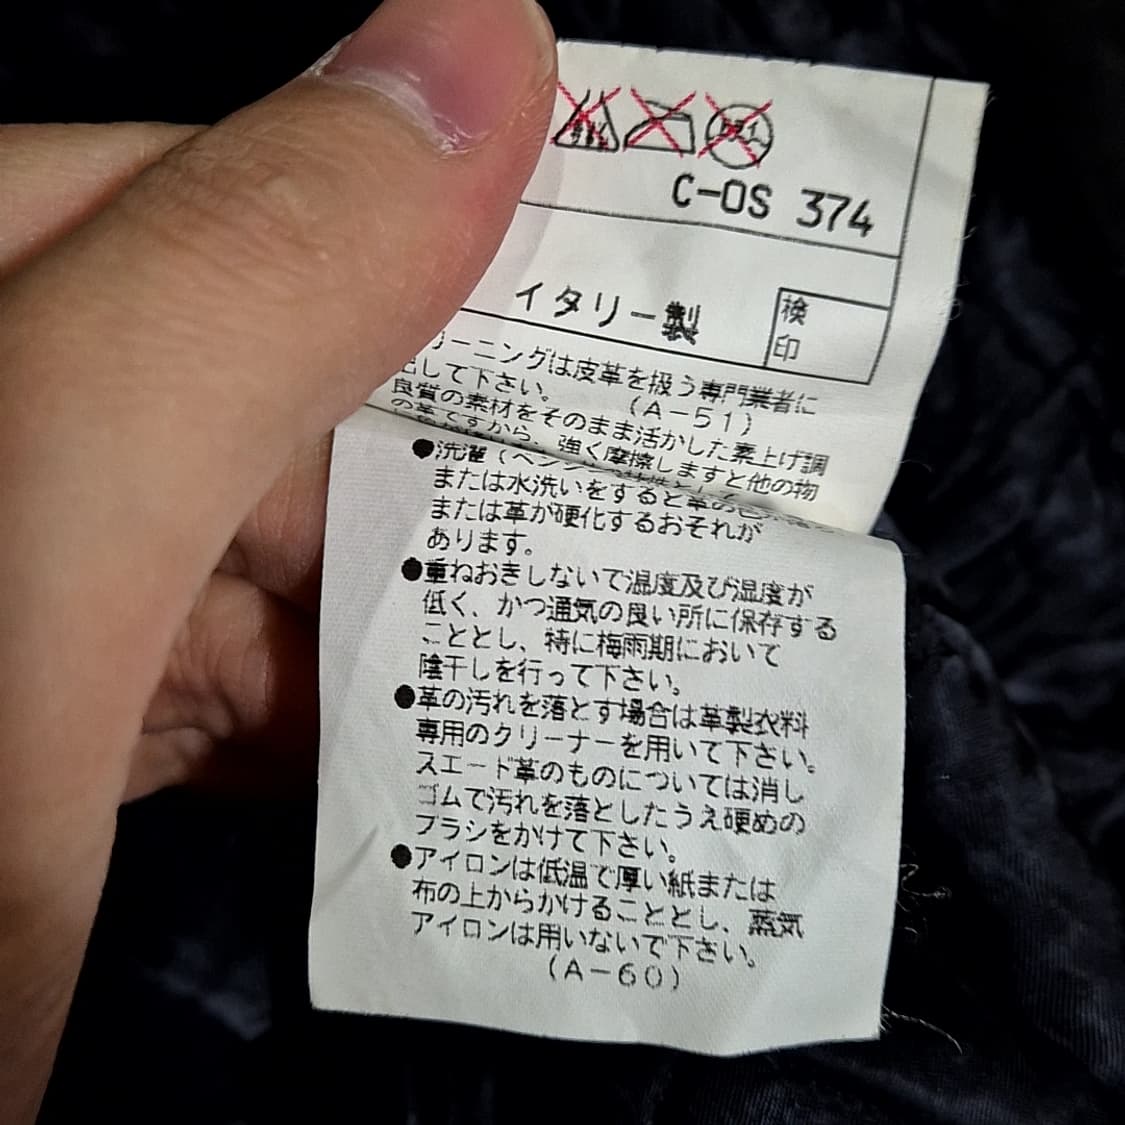 C-OS 374
イタリー製
検
印
リーニングは皮革を扱う専門業者に
出して下さい。
(A-51)
良質の素材をそのまま活かした素上げ調
の革ですから、強く摩擦しますと他の物
●洗濯(ベンジン
または水洗いをすると革の色が
または革が硬化するおそれが
あります。
●重ねおきしないで温度及び湿度が
低く、かつ通気の良い所に保存する
こととし、特に梅雨期において
陰干しを行って下さい。
●革の汚れを落とす場合は革製衣料
専用のクリーナーを用いて下さい。
スエード革のものについては消し
ゴムで汚れを落としたうえ硬めの
ブラシをかけて下さい。
●アイロンは低温で厚い紙または
布の上からかけることとし、蒸気
アイロンは用いないで下さい。
(A-60)